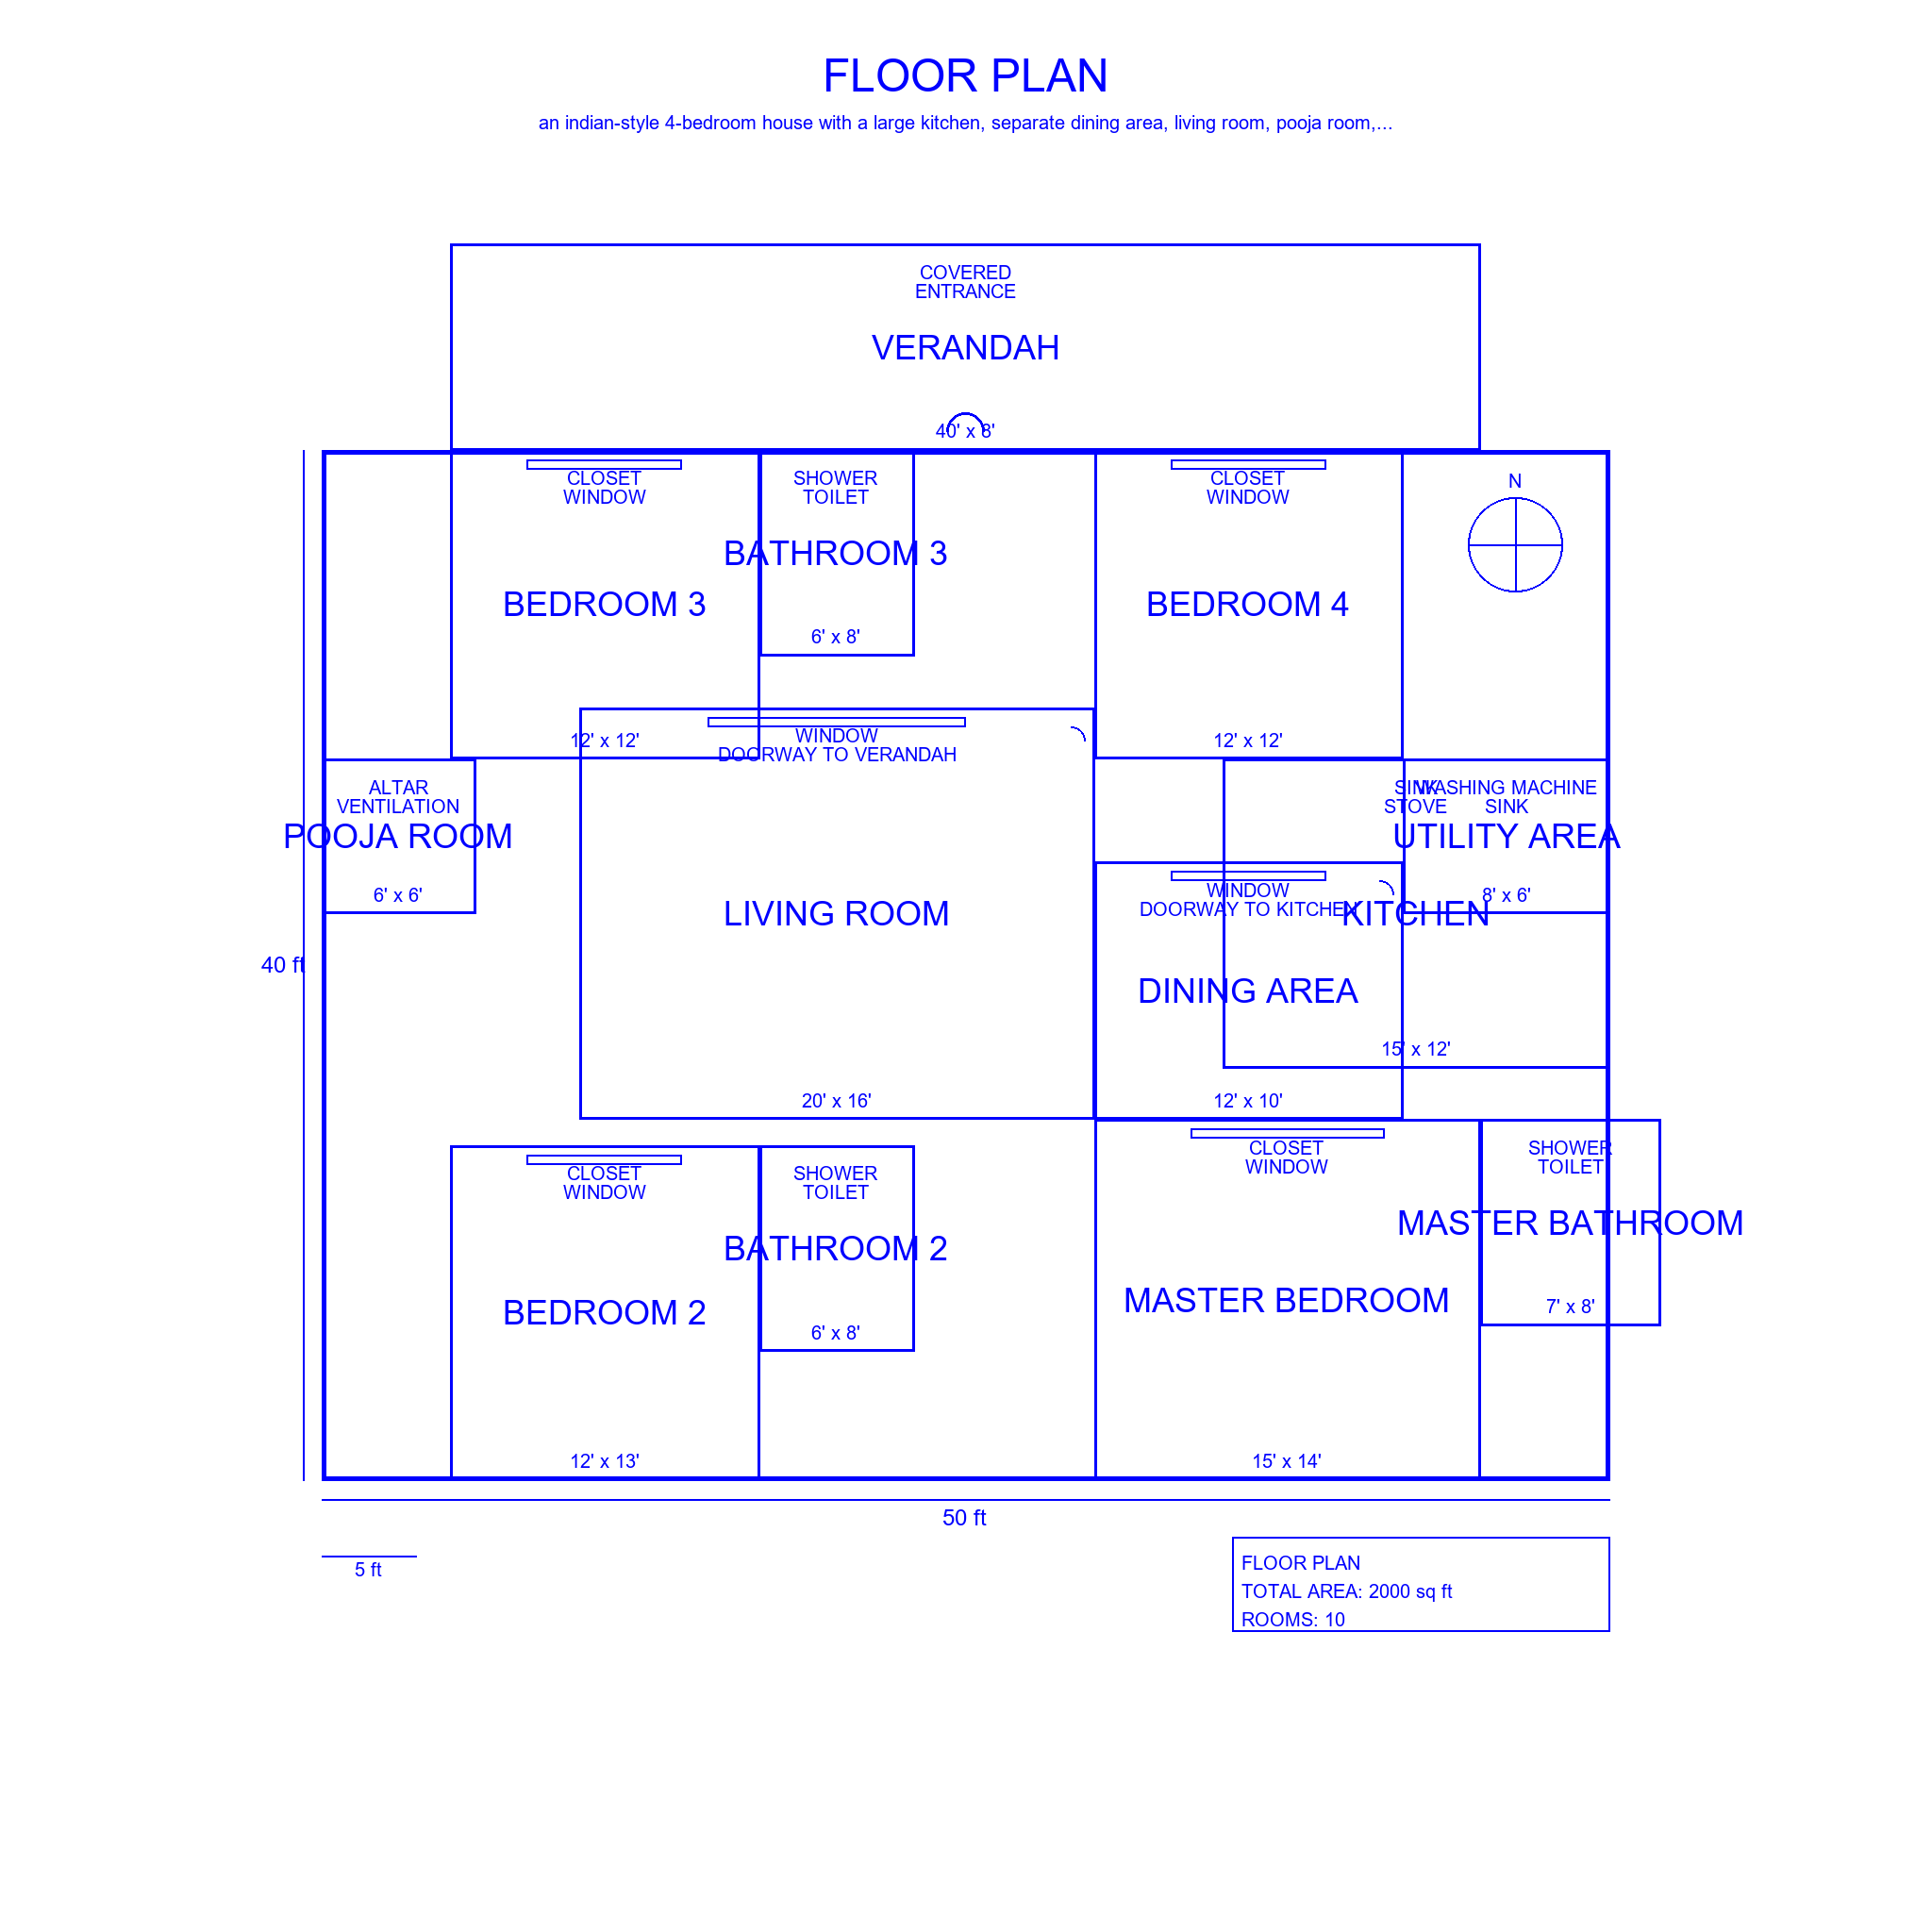 FLOOR PLAN
an indian-style 4-bedroom house with a large kitchen, separate dining area, living room, pooja room,...
COVERED
ENTRANCE
VERANDAH
40' x 8'
CLOSET
WINDOW
BEDROOM 3
12' x 12'
SHOWER
TOILET
BATHROOM 3
6' x 8'
CLOSET
WINDOW
BEDROOM 4
12' x 12'
N
ALTAR
VENTILATION
POOJA ROOM
6' x 6'
WINDOW
DOORWAY TO VERANDAH
LIVING ROOM
20' x 16'
SINK
STOVE
KITCHEN
15' x 12'
WASHING MACHINE
SINK
UTILITY AREA
8' x 6'
WINDOW
DOORWAY TO KITCHEN
DINING AREA
12' x 10'
40 ft
CLOSET
WINDOW
BEDROOM 2
12' x 13'
SHOWER
TOILET
BATHROOM 2
6' x 8'
CLOSET
WINDOW
MASTER BEDROOM
15' x 14'
SHOWER
TOILET
MASTER BATHROOM
7' x 8'
50 ft
5 ft
FLOOR PLAN
TOTAL AREA: 2000 sq ft
ROOMS: 10